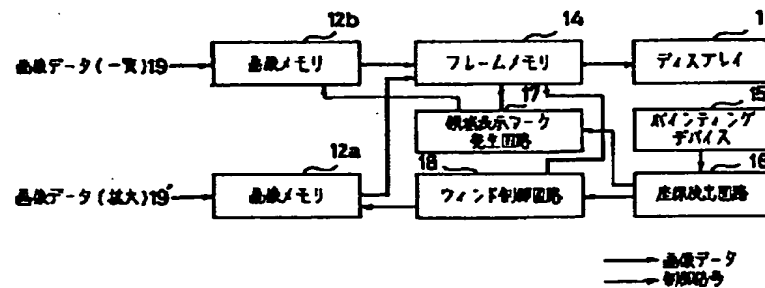 12b
14
1
画像データ(一覧)19
画像メモリ
フレームメモリ
ディスプレイ
17
15
領域表示マーク
発生回路
ポインティング
デバイス
12a
18
16
画像データ(拡大)19'
画像メモリ
ウィンド制御回路
座標検出回路
画像データ
制御信号